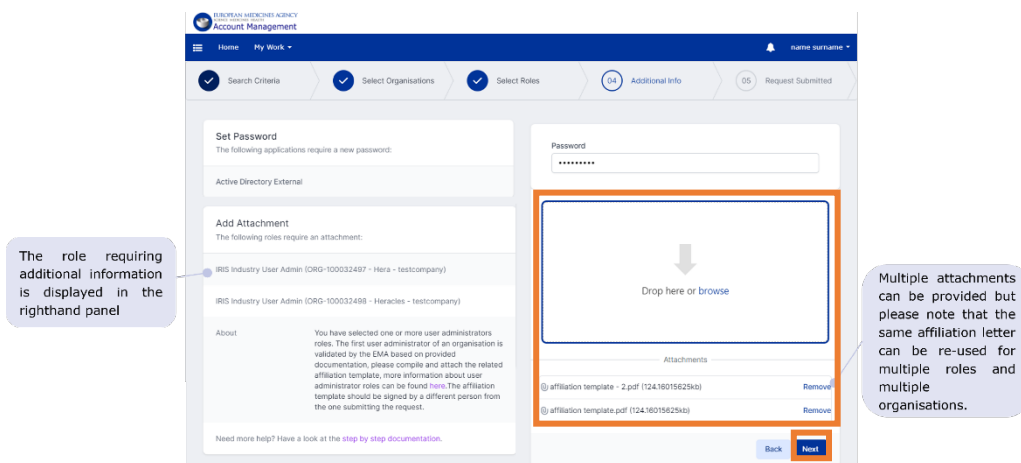 EUROPEAN MEDICINES AGENCY
SCIENCE MEDICINES HEALTH
Account Management
Home My Work
name surname
Search Criteria
Select Organisations
Select Roles
04 Additional Info
05 Request Submitted
Set Password
The following applications require a new password:
Active Directory External
Add Attachment
The following roles require an attachment:
IRIS Industry User Admin (ORG-100032497 - Hera - testcompany)
IRIS Industry User Admin (ORG-100032498 - Heracles - testcompany)
About
You have selected one or more user administrators
roles. The first user administrator of an organisation is
validated by the EMA based on provided
documentation, please compile and attach the related
affiliation template, more information about user
administrator roles can be found here.The affiliation
template should be signed by a different person from
the one submitting the request.
Need more help? Have a look at the step by step documentation.
Password
•••••••••
Drop here or browse
Attachments
affiliation template - 2.pdf (124.16015625kb) Remove
affiliation template.pdf (124.16015625kb) Remove
Back Next
The role requiring
additional information
is displayed in the
righthand panel
Multiple attachments
can be provided but
please note that the
same affiliation letter
can be re-used for
multiple roles and
multiple
organisations.